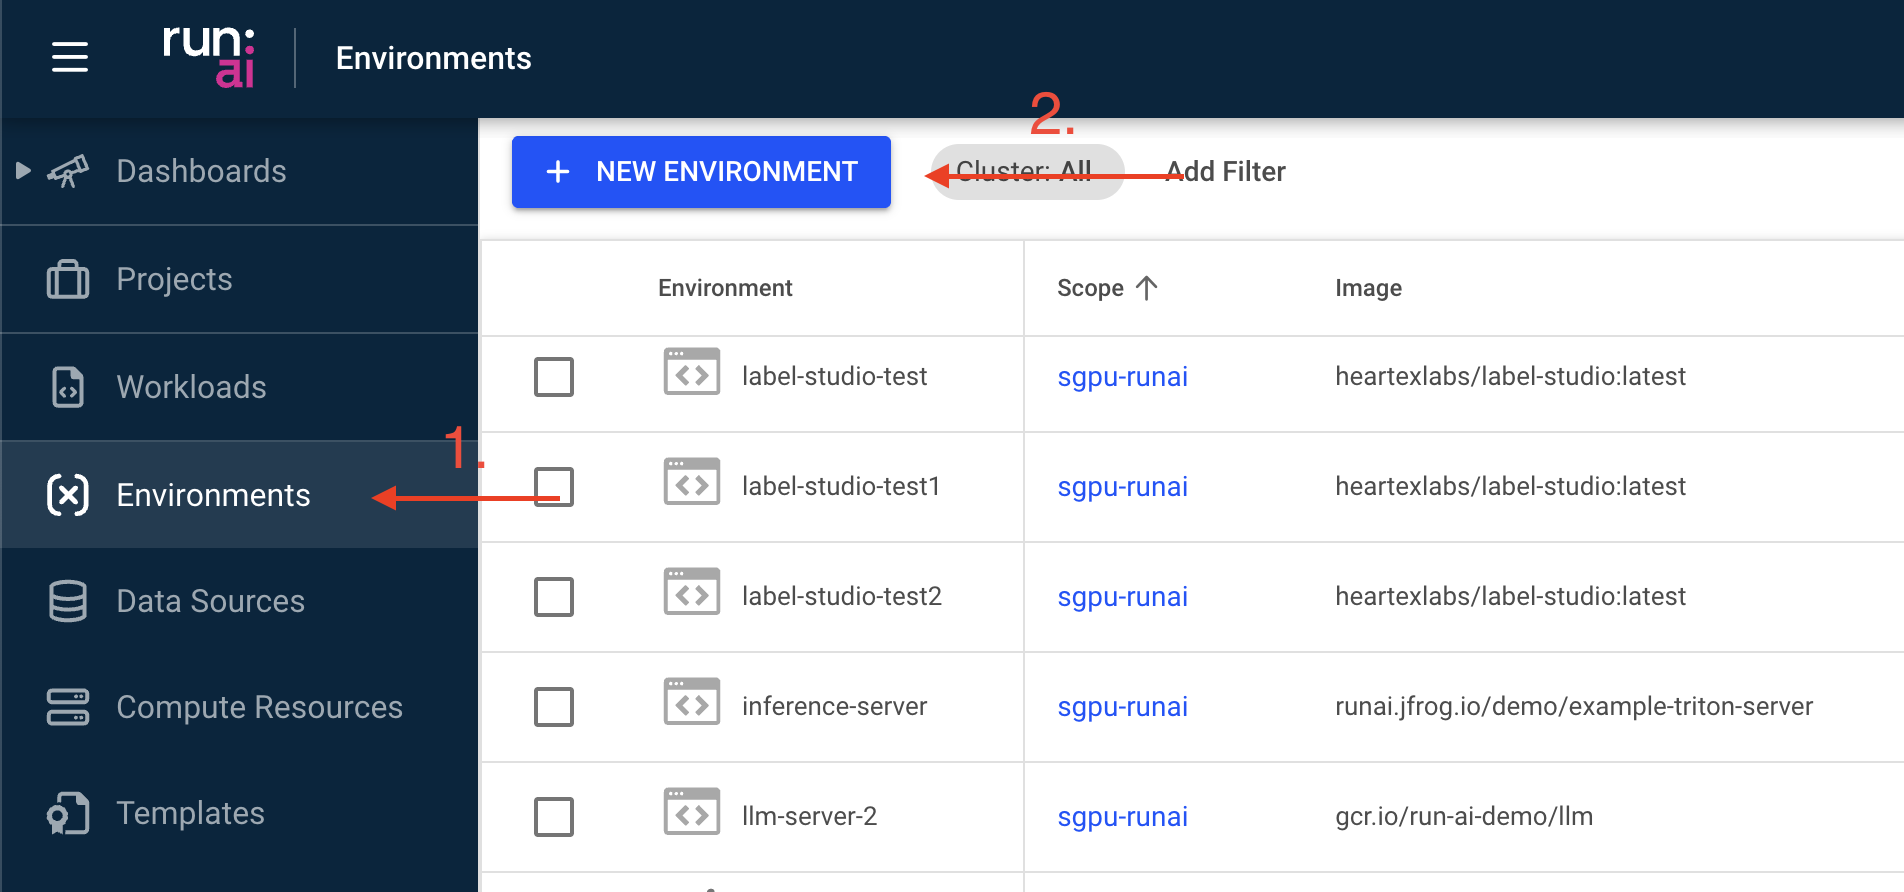 run:
ai
Environments
2.
Dashboards
+ NEW ENVIRONMENT
Cluster: All
Add Filter
Projects
Environment
Scope
Image
Workloads
label-studio-test
sgpu-runai
heartexlabs/label-studio:latest
1.
Environments
label-studio-test1
sgpu-runai
heartexlabs/label-studio:latest
Data Sources
label-studio-test2
sgpu-runai
heartexlabs/label-studio:latest
Compute Resources
inference-server
sgpu-runai
runai.jfrog.io/demo/example-triton-server
Templates
llm-server-2
sgpu-runai
gcr.io/run-ai-demo/llm